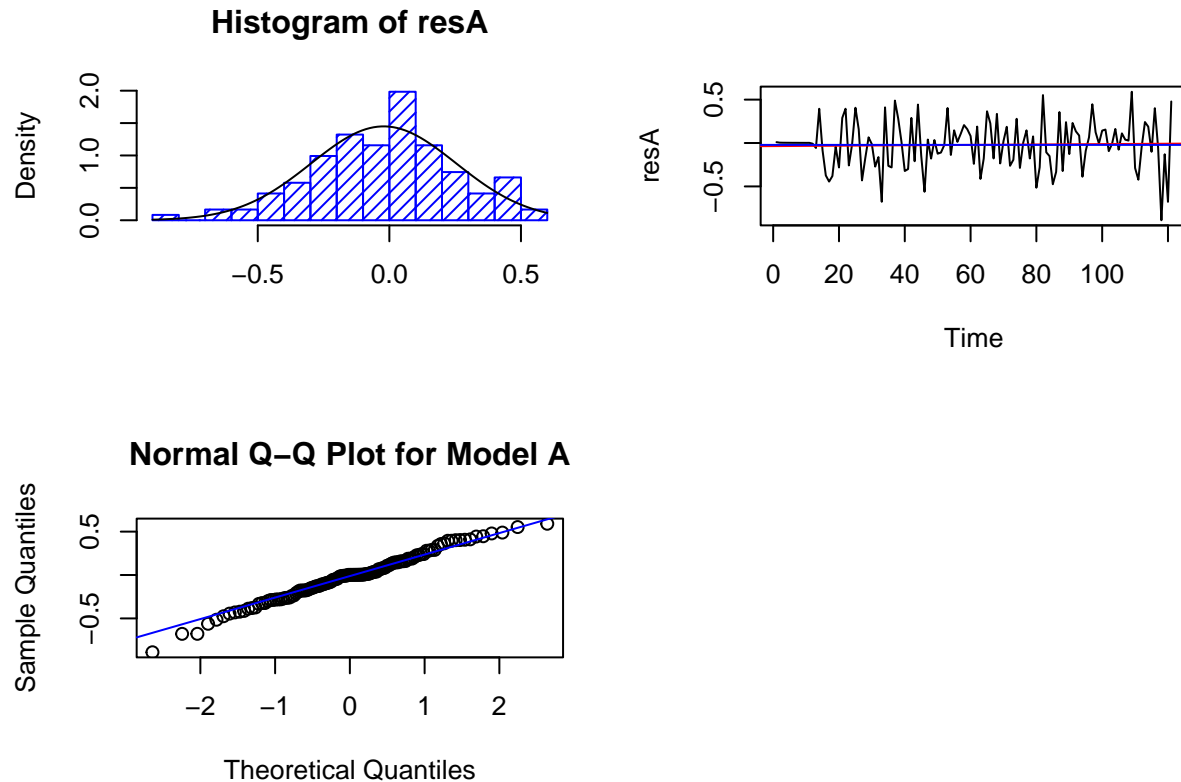 Histogram of resA
Density
0.0 1.0 2.0
−0.5 0.0 0.5
resA
−0.5 0.5
0 20 40 60 80 100
Time
Normal Q−Q Plot for Model A
Sample Quantiles
−0.5 0.5
−2 −1 0 1 2
Theoretical Quantiles